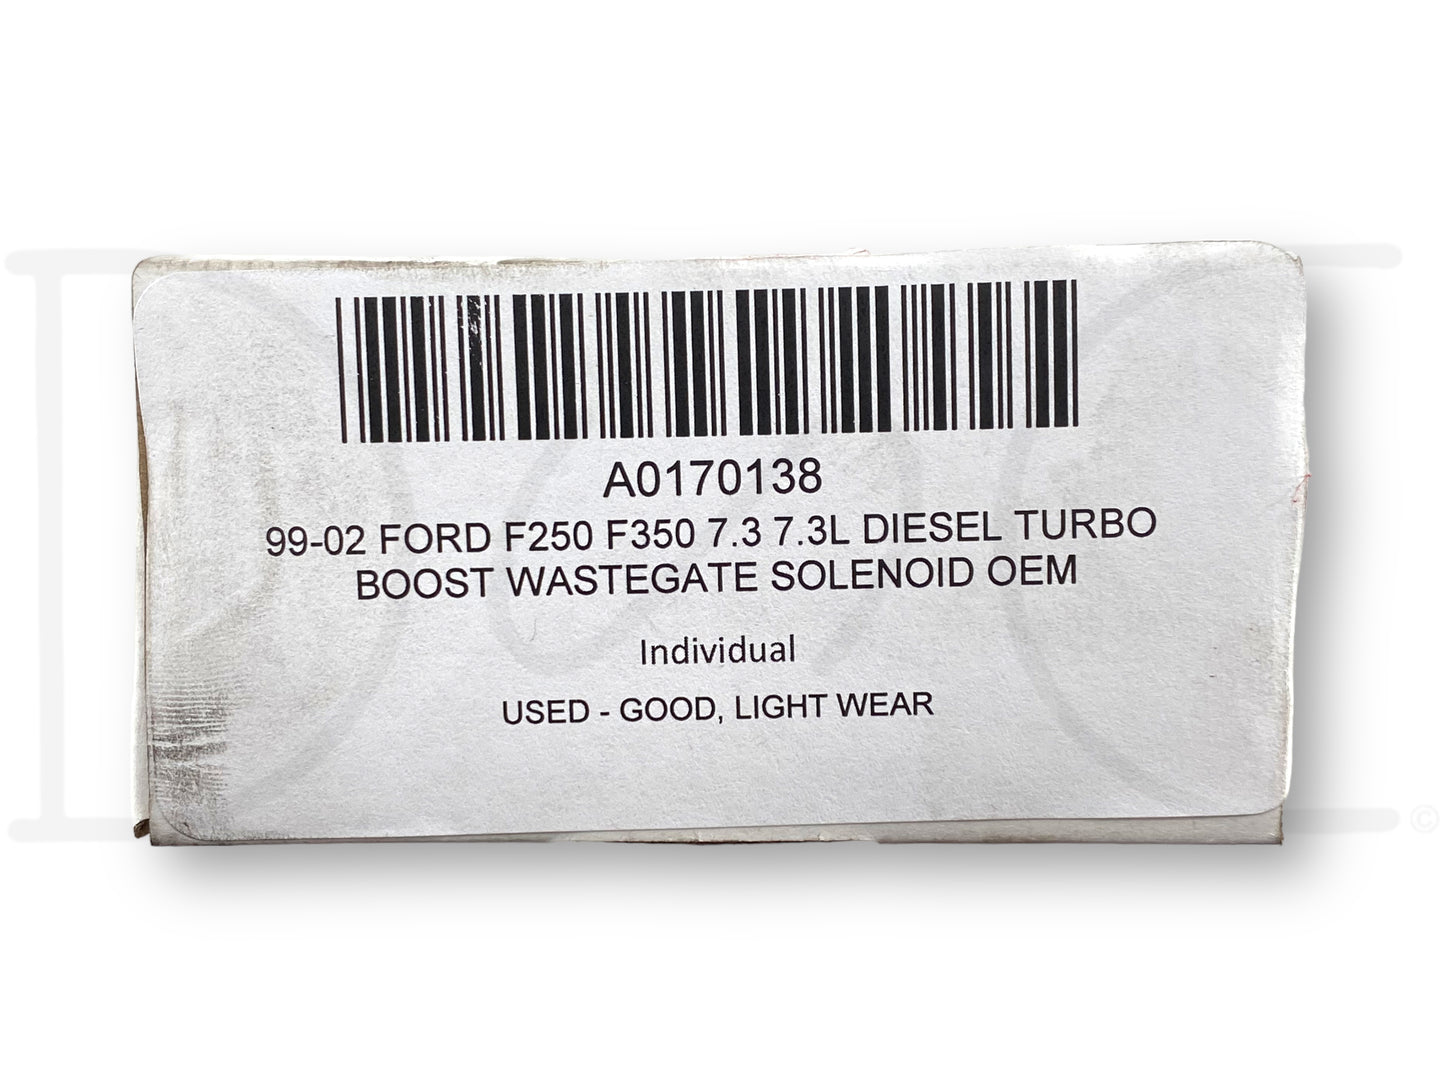 A0170138
99-02 FORD F250 F350 7.3 7.3L DIESEL TURBO
BOOST WASTEGATE SOLENOID OEM
Individual
USED - GOOD, LIGHT WEAR
©